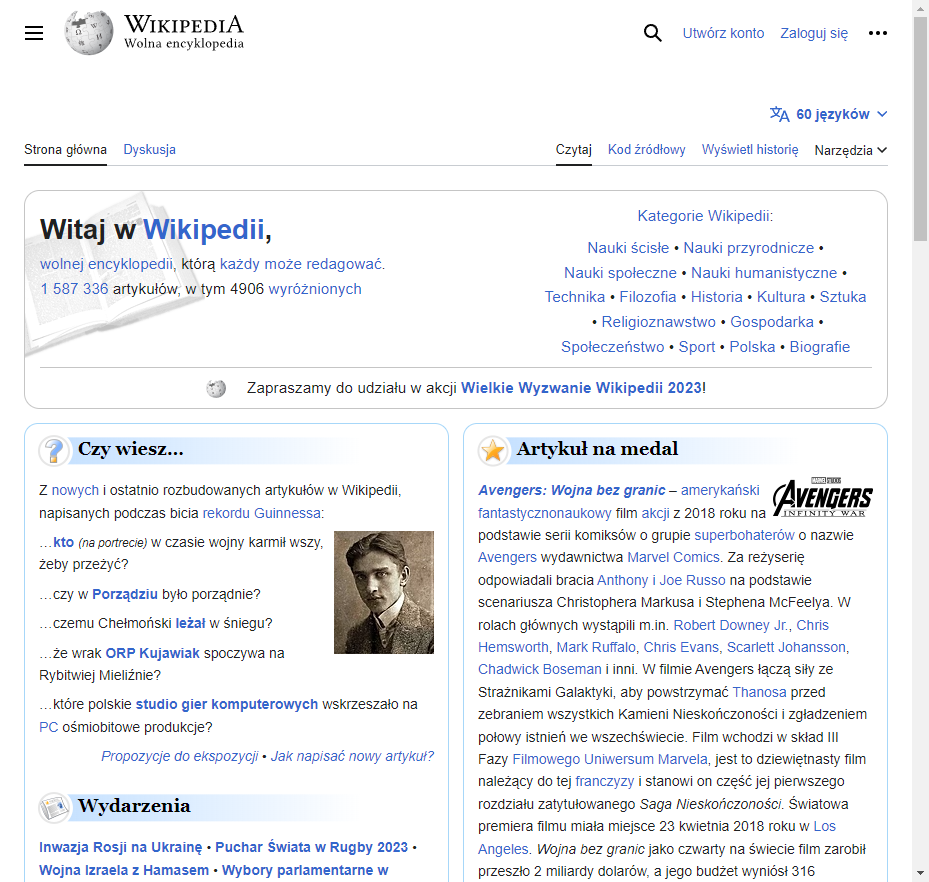 WIKIPEDIA
Wolna encyklopedia
Utwórz konto
Zaloguj się
60 języków
Strona główna
Dyskusja
Czytaj
Kod źródłowy
Wyświetl historię
Narzędzia
Witaj w Wikipedii,
wolnej encyklopedii, którą każdy może redagować.
1 587 336 artykułów, w tym 4906 wyróżnionych
Kategorie Wikipedii:
Nauki ścisłe • Nauki przyrodnicze •
Nauki społeczne • Nauki humanistyczne •
Technika • Filozofia • Historia • Kultura • Sztuka
• Religioznawstwo • Gospodarka •
Społeczeństwo • Sport • Polska • Biografie
Zapraszamy do udziału w akcji Wielkie Wyzwanie Wikipedii 2023!
Czy wiesz...
Z nowych i ostatnio rozbudowanych artykułów w Wikipedii,
napisanych podczas bicia rekordu Guinnessa:
…kto (na portrecie) w czasie wojny karmił wszy,
żeby przeżyć?
…czy w Porządziu było porządnie?
…czemu Chełmoński leżał w śniegu?
…że wrak ORP Kujawiak spoczywa na
Rybitwiej Mieliźnie?
…które polskie studio gier komputerowych wskrzeszało na
PC ośmiobitowe produkcje?
Propozycje do ekspozycji • Jak napisać nowy artykuł?
Wydarzenia
Inwazja Rosji na Ukrainę • Puchar Świata w Rugby 2023 •
Wojna Izraela z Hamasem • Wybory parlamentarne w
Artykuł na medal
MARVEL STUDIOS
AVENGERS
INFINITY WAR
Avengers: Wojna bez granic – amerykański
fantastycznonaukowy film akcji z 2018 roku na
podstawie serii komiksów o grupie superbohaterów o nazwie
Avengers wydawnictwa Marvel Comics. Za reżyserię
odpowiadali bracia Anthony i Joe Russo na podstawie
scenariusza Christophera Markusa i Stephena McFeelya. W
rolach głównych wystąpili m.in. Robert Downey Jr., Chris
Hemsworth, Mark Ruffalo, Chris Evans, Scarlett Johansson,
Chadwick Boseman i inni. W filmie Avengers łączą siły ze
Strażnikami Galaktyki, aby powstrzymać Thanosa przed
zebraniem wszystkich Kamieni Nieskończoności i zgładzeniem
połowy istnień we wszechświecie. Film wchodzi w skład III
Fazy Filmowego Uniwersum Marvela, jest to dziewiętnasty film
należący do tej franczyzy i stanowi on część jej pierwszego
rozdziału zatytułowanego Saga Nieskończoności. Światowa
premiera filmu miała miejsce 23 kwietnia 2018 roku w Los
Angeles. Wojna bez granic jako czwarty na świecie film zarobił
przeszło 2 miliardy dolarów, a jego budżet wyniósł 316